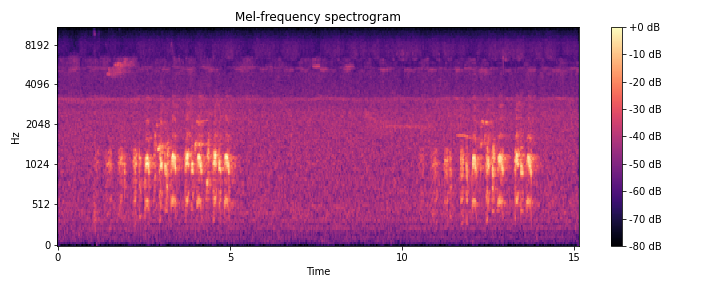 Mel-frequency spectrogram
8192
4096
2048
1024
512
0
Hz
0
5
10
15
Time
+0 dB
-10 dB
-20 dB
-30 dB
-40 dB
-50 dB
-60 dB
-70 dB
-80 dB